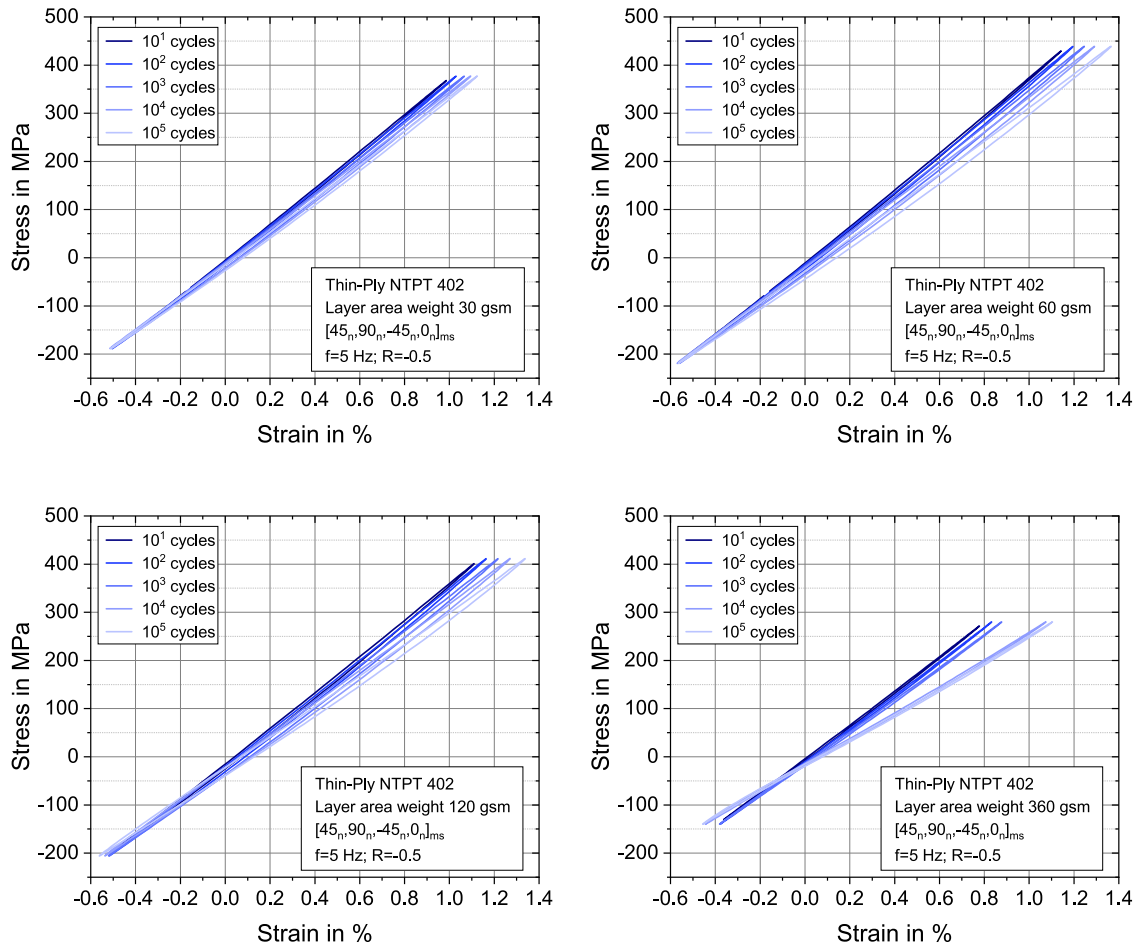 500
400
300
200
100
0
-100
-200
Stress in MPa
10¹ cycles
10² cycles
10³ cycles
10⁴ cycles
10⁵ cycles
Thin-Ply NTPT 402
Layer area weight 30 gsm
[45ₙ,90ₙ,-45ₙ,0ₙ]ₘₛ
f=5 Hz; R=-0.5
-0.6 -0.4 -0.2 0.0 0.2 0.4 0.6 0.8 1.0 1.2 1.4
Strain in %
500
400
300
200
100
0
-100
-200
Stress in MPa
10¹ cycles
10² cycles
10³ cycles
10⁴ cycles
10⁵ cycles
Thin-Ply NTPT 402
Layer area weight 60 gsm
[45ₙ,90ₙ,-45ₙ,0ₙ]ₘₛ
f=5 Hz; R=-0.5
-0.6 -0.4 -0.2 0.0 0.2 0.4 0.6 0.8 1.0 1.2 1.4
Strain in %
500
400
300
200
100
0
-100
-200
Stress in MPa
10¹ cycles
10² cycles
10³ cycles
10⁴ cycles
10⁵ cycles
Thin-Ply NTPT 402
Layer area weight 120 gsm
[45ₙ,90ₙ,-45ₙ,0ₙ]ₘₛ
f=5 Hz; R=-0.5
-0.6 -0.4 -0.2 0.0 0.2 0.4 0.6 0.8 1.0 1.2 1.4
Strain in %
500
400
300
200
100
0
-100
-200
Stress in MPa
10¹ cycles
10² cycles
10³ cycles
10⁴ cycles
10⁵ cycles
Thin-Ply NTPT 402
Layer area weight 360 gsm
[45ₙ,90ₙ,-45ₙ,0ₙ]ₘₛ
f=5 Hz; R=-0.5
-0.6 -0.4 -0.2 0.0 0.2 0.4 0.6 0.8 1.0 1.2 1.4
Strain in %